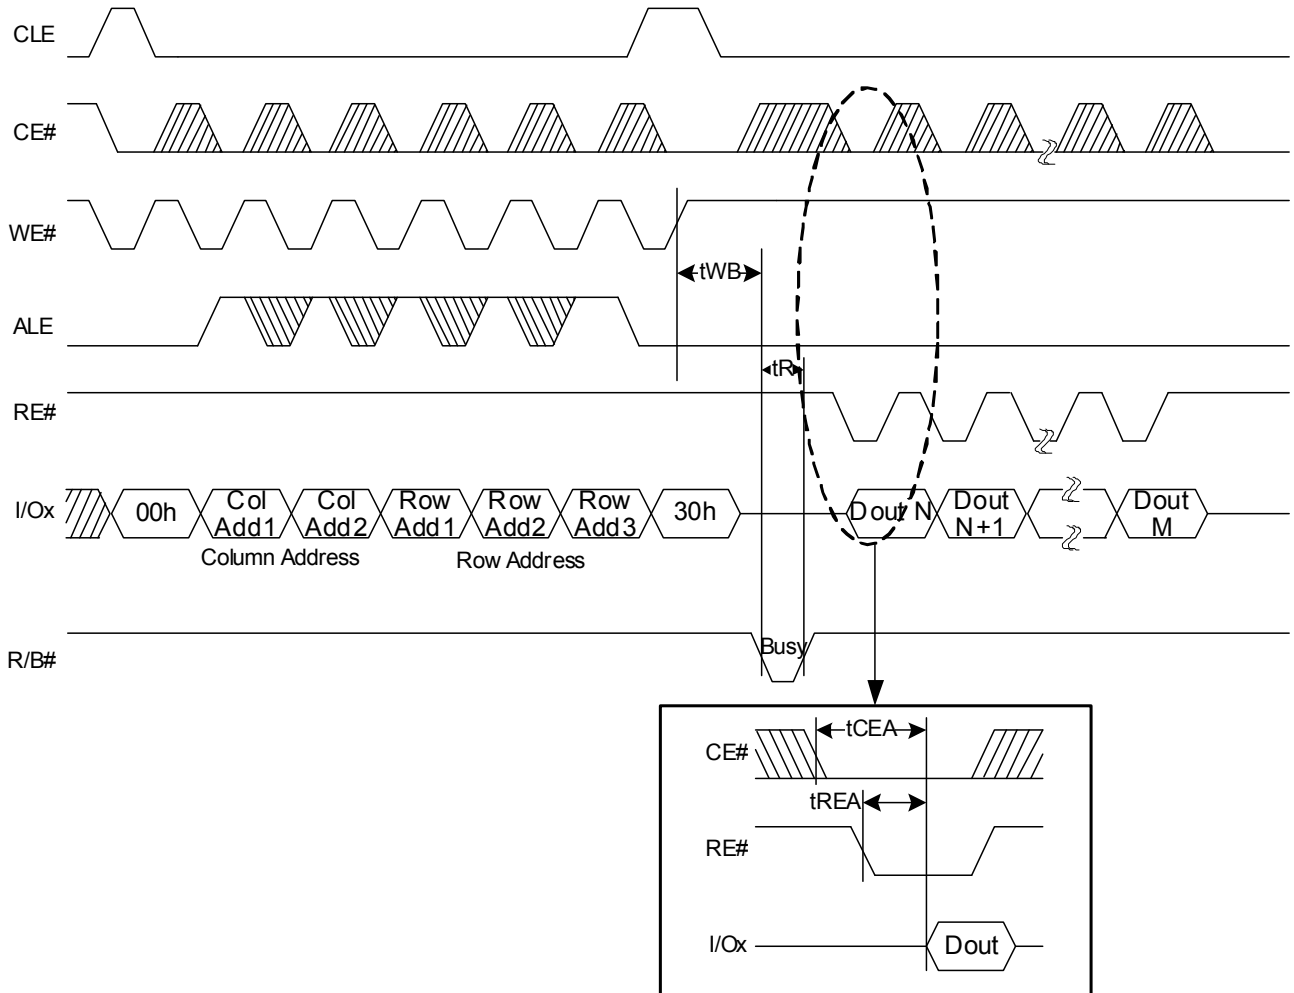 CLE
CE#
WE#
tWB
ALE
tR
RE#
I/Ox 00h Col Add1 Col Add2 Row Add1 Row Add2 Row Add3 30h Dout N Dout N+1 Dout M
Column Address Row Address
R/B# Busy
CE# tCEA
tREA
RE#
I/Ox Dout